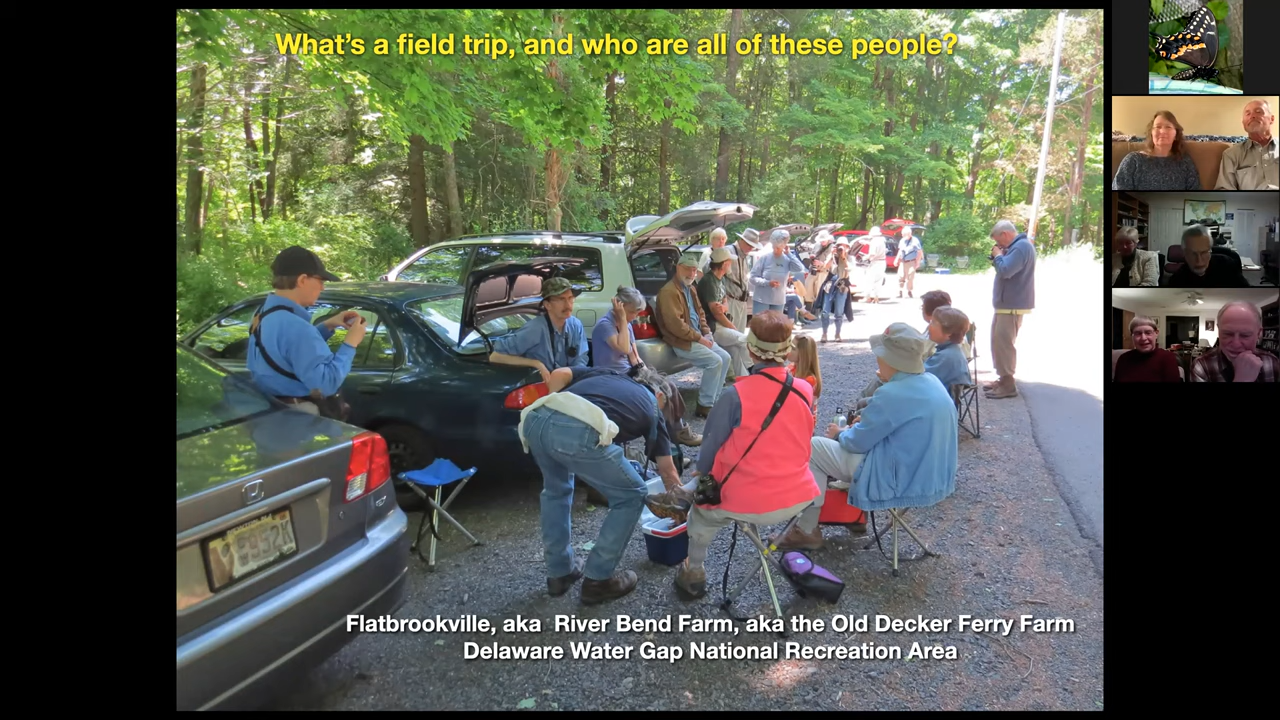 What's a field trip, and who are all of these people?
Flatbrookville, aka River Bend Farm, aka the Old Decker Ferry Farm
Delaware Water Gap National Recreation Area